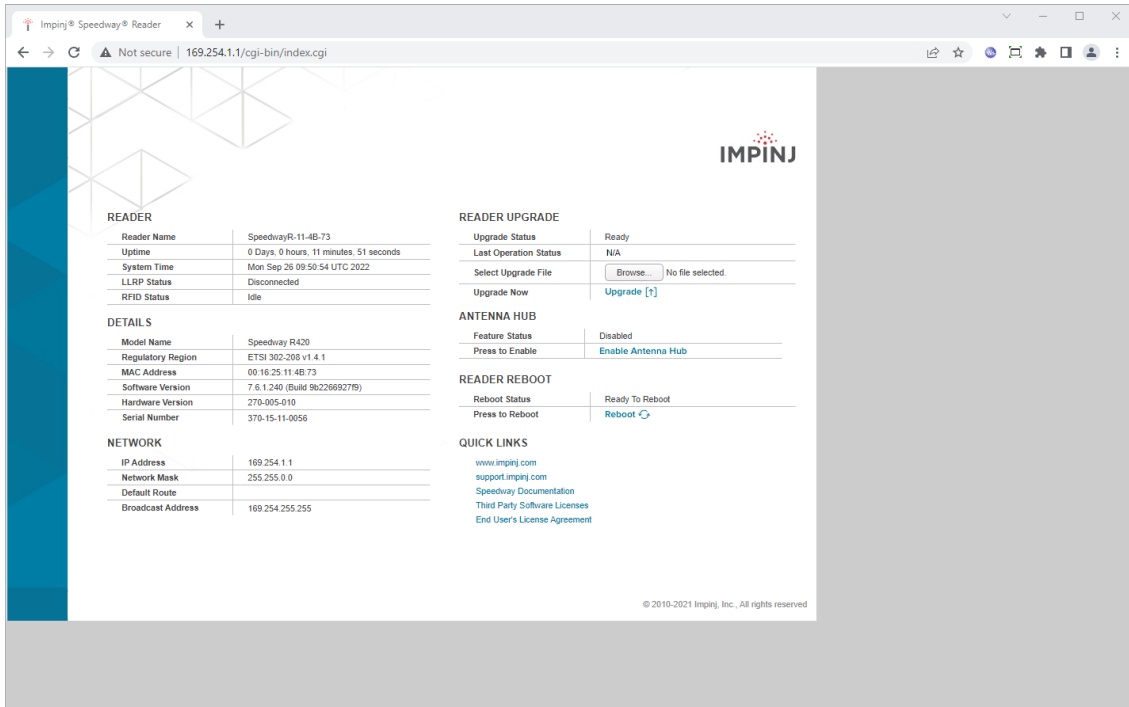 Impinj® Speedway® Reader
Not secure | 169.254.1.1/cgi-bin/index.cgi
IMPINJ
READER
Reader Name SpeedwayR-11-4B-73
Uptime 0 Days, 0 hours, 11 minutes, 51 seconds
System Time Mon Sep 26 09:50:54 UTC 2022
LLRP Status Disconnected
RFID Status Idle
DETAILS
Model Name Speedway R420
Regulatory Region ETSI 302-208 v1.4.1
MAC Address 00:16:25:11:4B:73
Software Version 7.6.1.240 (Build 9b2266927f9)
Hardware Version 270-005-010
Serial Number 370-15-11-0056
NETWORK
IP Address 169.254.1.1
Network Mask 255.255.0.0
Default Route
Broadcast Address 169.254.255.255
READER UPGRADE
Upgrade Status Ready
Last Operation Status N/A
Select Upgrade File Browse... No file selected.
Upgrade Now Upgrade [↑]
ANTENNA HUB
Feature Status Disabled
Press to Enable Enable Antenna Hub
READER REBOOT
Reboot Status Ready To Reboot
Press to Reboot Reboot
QUICK LINKS
www.impinj.com
support.impinj.com
Speedway Documentation
Third Party Software Licenses
End User's License Agreement
© 2010-2021 Impinj, Inc., All rights reserved